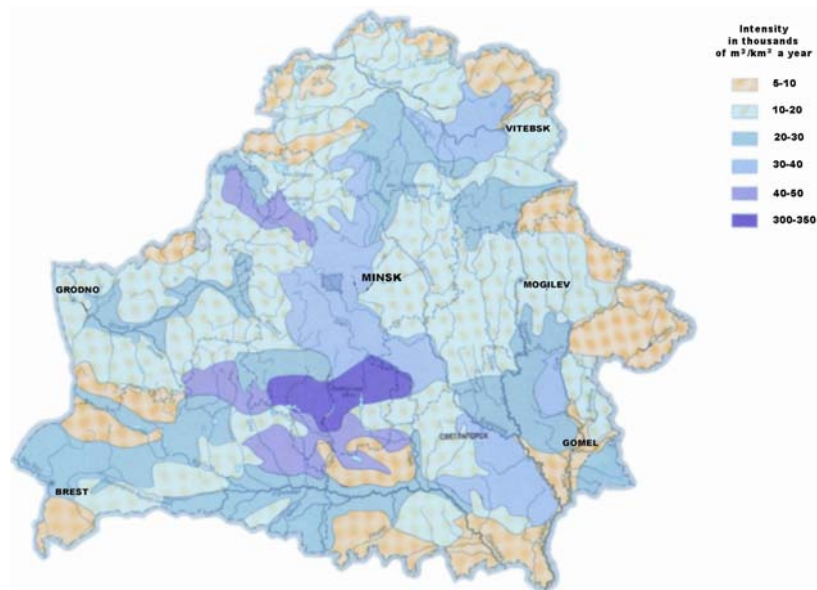 Intensity
in thousands
of m³/km² a year
5-10
10-20
20-30
30-40
40-50
300-350
VITEBSK
MINSK
GRODNO
MOGILEV
СВЕТЛАГОРСК
GOMEL
BREST